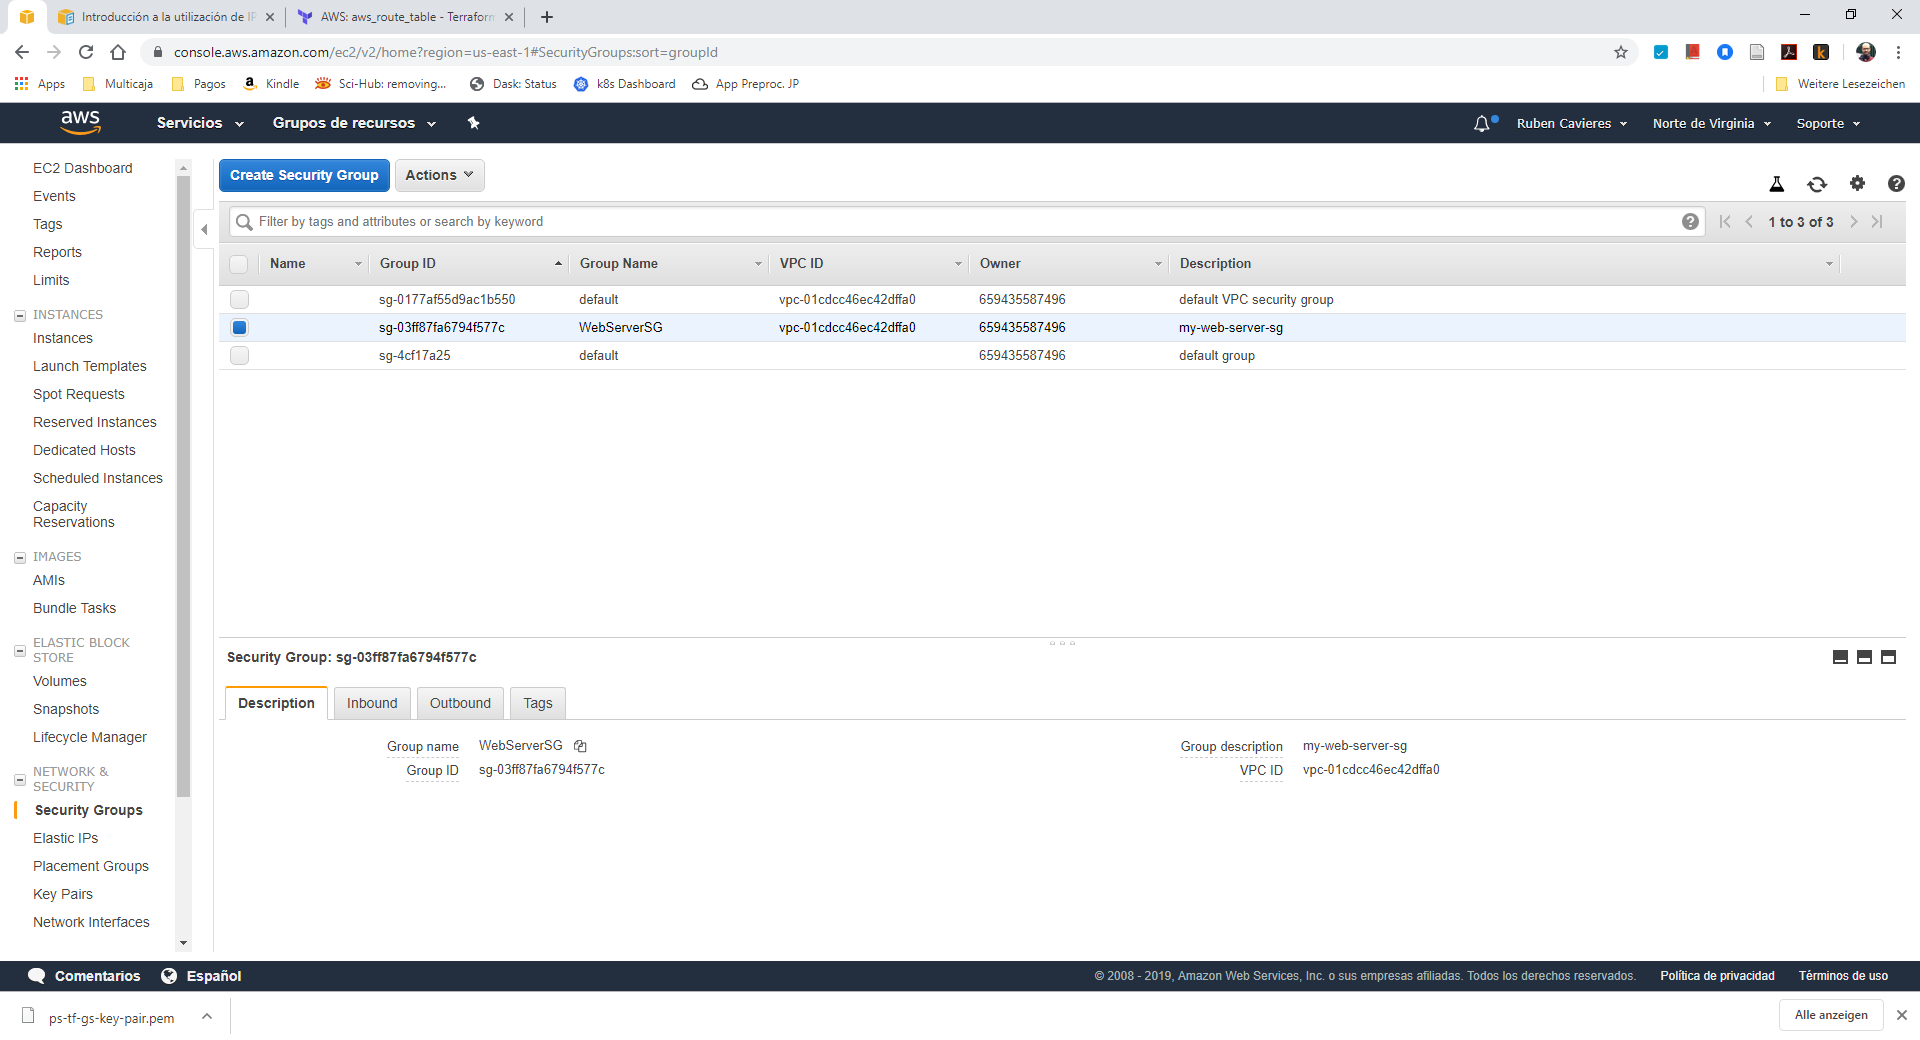 Introducción a la utilización de IP
AWS: aws_route_table - Terraform
console.aws.amazon.com/ec2/v2/home?region=us-east-1#SecurityGroups:sort=groupId
Apps
Multicaja
Pagos
Kindle
Sci-Hub: removing...
Dask: Status
k8s Dashboard
App Preproc. JP
Weitere Lesezeichen
aws
Servicios
Grupos de recursos
Ruben Cavieres
Norte de Virginia
Soporte
EC2 Dashboard
Events
Tags
Reports
Limits
INSTANCES
Instances
Launch Templates
Spot Requests
Reserved Instances
Dedicated Hosts
Scheduled Instances
Capacity
Reservations
IMAGES
AMIs
Bundle Tasks
ELASTIC BLOCK
STORE
Volumes
Snapshots
Lifecycle Manager
NETWORK &
SECURITY
Security Groups
Elastic IPs
Placement Groups
Key Pairs
Network Interfaces
Create Security Group
Actions
Filter by tags and attributes or search by keyword
1 to 3 of 3
Name Group ID Group Name VPC ID Owner Description
sg-0177af55d9ac1b550 default vpc-01cdcc46ec42dffa0 659435587496 default VPC security group
sg-03ff87fa6794f577c WebServerSG vpc-01cdcc46ec42dffa0 659435587496 my-web-server-sg
sg-4cf17a25 default 659435587496 default group
Security Group: sg-03ff87fa6794f577c
Description
Inbound
Outbound
Tags
Group name WebServerSG
Group description my-web-server-sg
Group ID sg-03ff87fa6794f577c
VPC ID vpc-01cdcc46ec42dffa0
Comentarios
Español
© 2008 - 2019, Amazon Web Services, Inc. o sus empresas afiliadas. Todos los derechos reservados.
Política de privacidad
Términos de uso
ps-tf-gs-key-pair.pem
Alle anzeigen